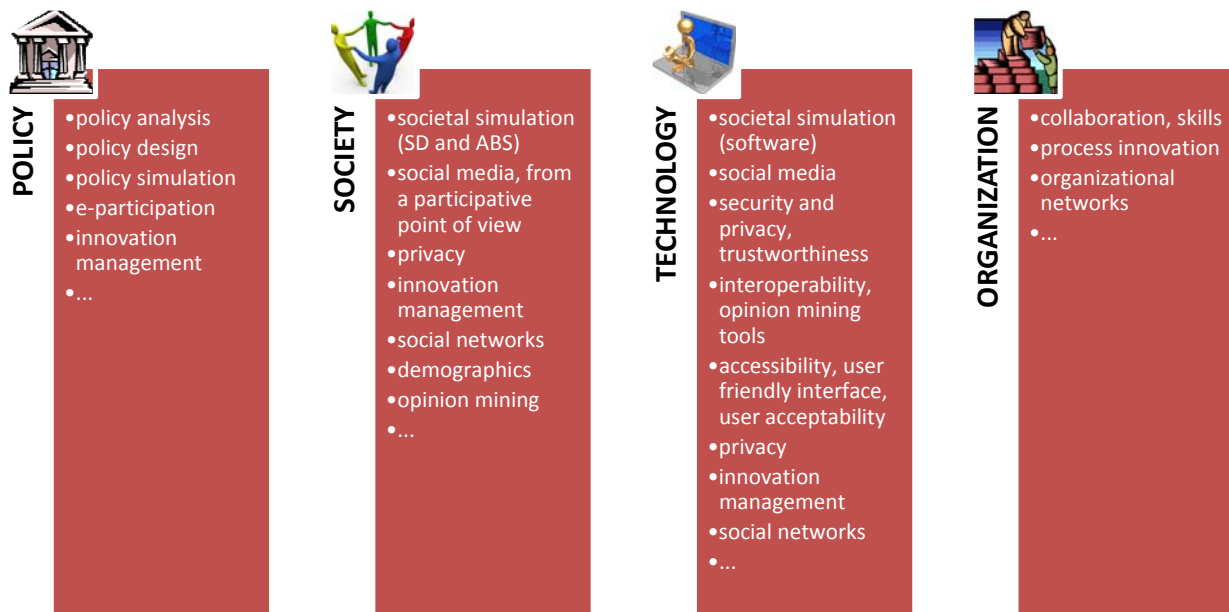 POLICY
•policy analysis
•policy design
•policy simulation
•e-participation
•innovation
management
•...
SOCIETY
•societal simulation
(SD and ABS)
•social media, from
a participative
point of view
•privacy
•innovation
management
•social networks
•demographics
•opinion mining
•...
TECHNOLOGY
•societal simulation
(software)
•social media
•security and
privacy,
trustworthiness
•interoperability,
opinion mining
tools
•accessibility, user
friendly interface,
user acceptability
•privacy
•innovation
management
•social networks
•...
ORGANIZATION
•collaboration, skills
•process innovation
•organizational
networks
•...